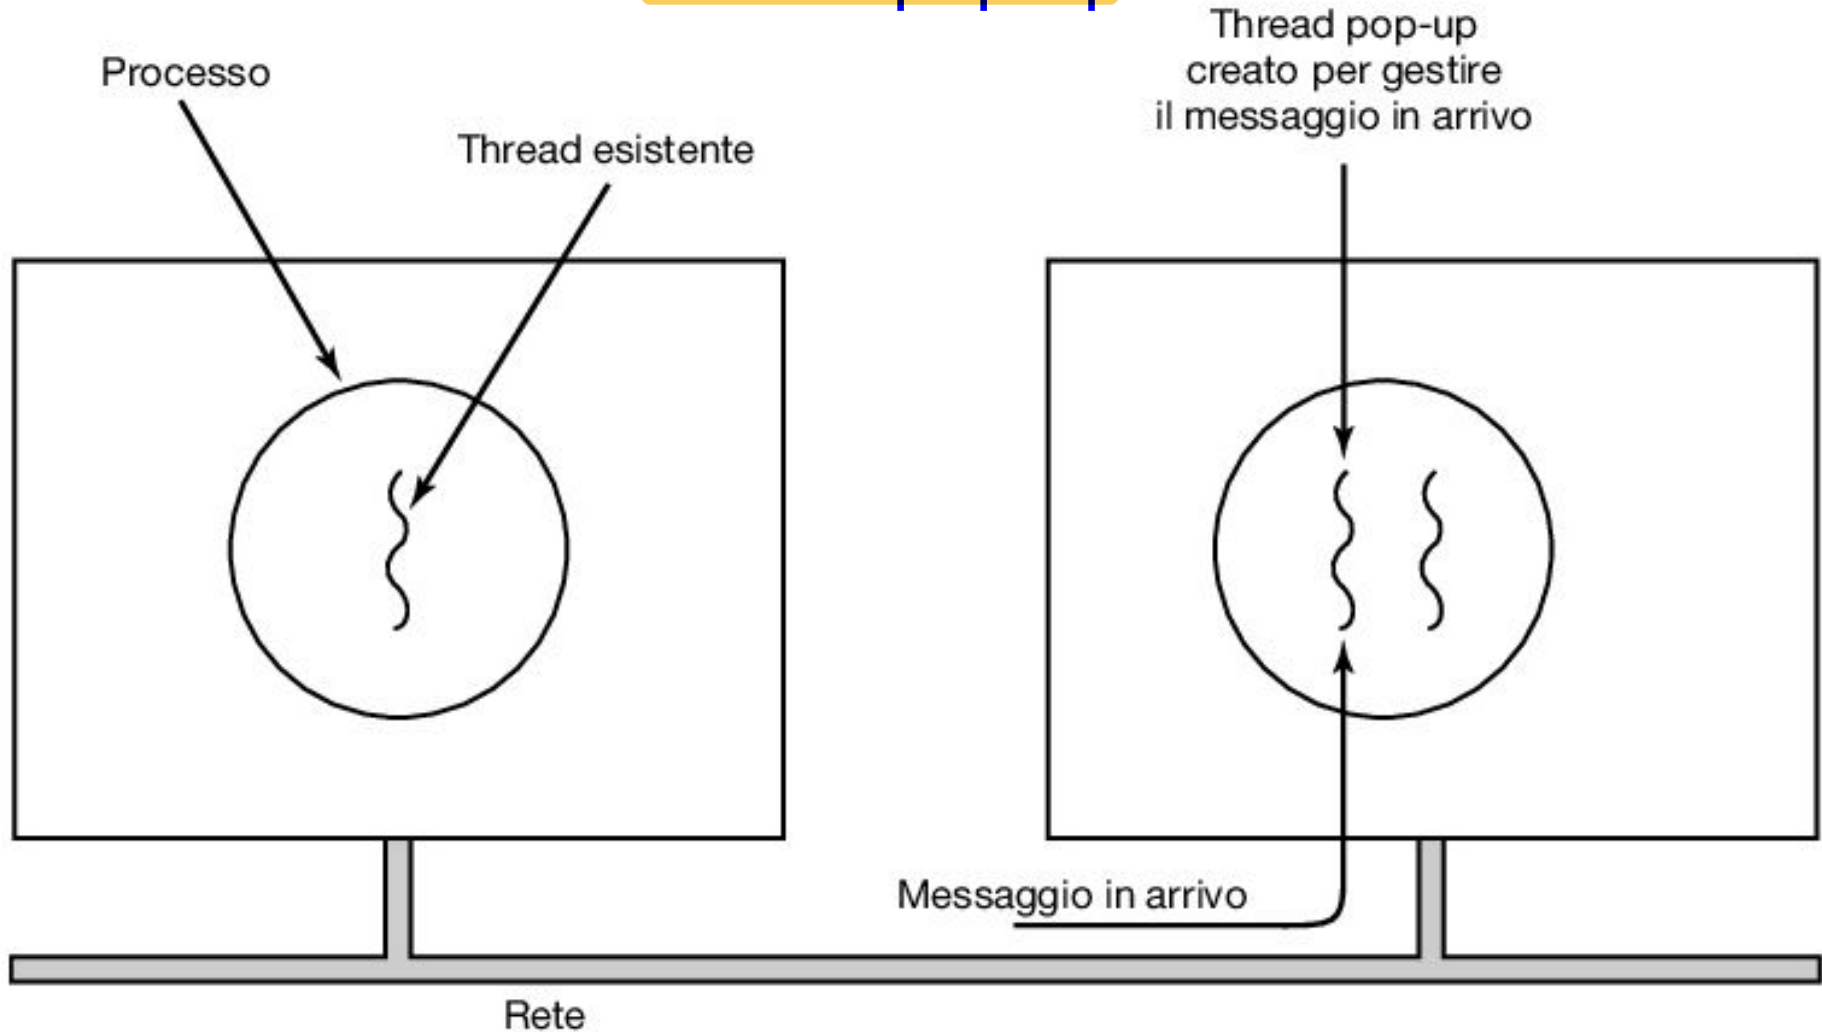 Processo
Thread esistente
Thread pop-up
creato per gestire
il messaggio in arrivo
Messaggio in arrivo
Rete